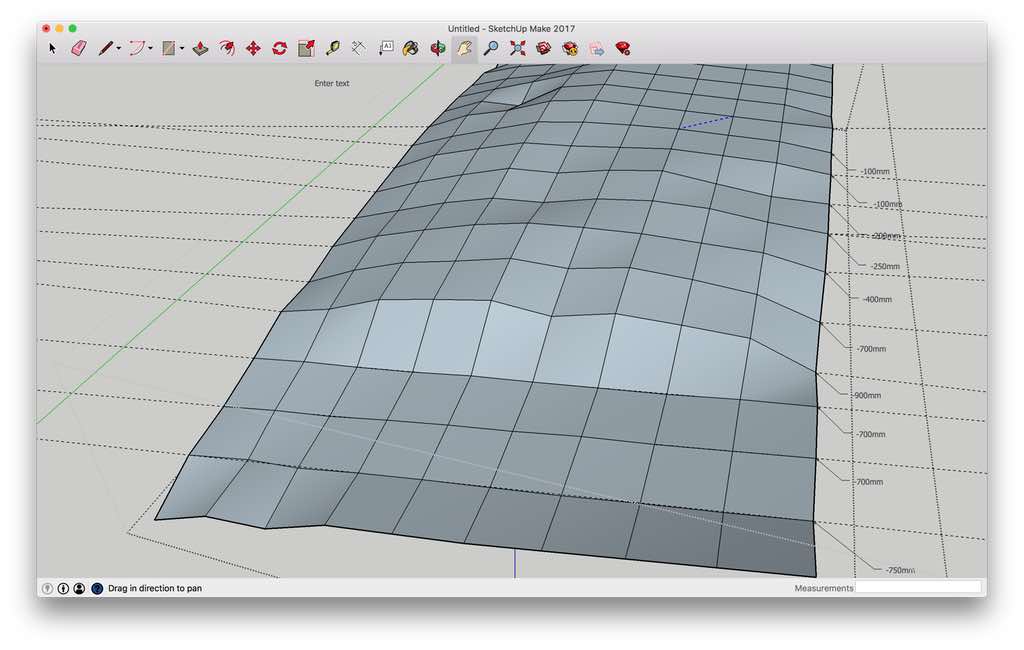 Untitled - SketchUp Make 2017
A1
Enter text
-100mm
-100mm
-200mm
-250mm
-400mm
-700mm
-900mm
-700mm
-700mm
-750mm
Drag in direction to pan
Measurements